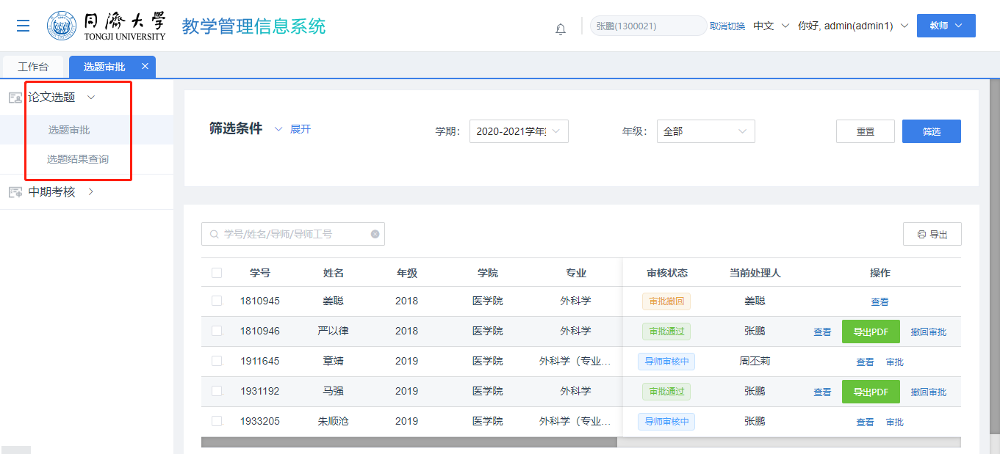 同濟大學
TONGJI UNIVERSITY
教学管理信息系统
张鹏(1300021) 取消切换 中文 你好, admin(admin1) 教师
工作台 选题审批
论文选题
选题审批
选题结果查询
中期考核
筛选条件 展开 学期: 2020-2021学年 年级: 全部 重置 筛选
学号/姓名/导师/导师工号 导出
学号 姓名 年级 学院 专业 审核状态 当前处理人 操作
1810945 姜聪 2018 医学院 外科学 审批撤回 姜聪 查看
1810946 严以律 2018 医学院 外科学 审批通过 张鹏 查看 导出PDF 撤回审批
1911645 章靖 2019 医学院 外科学（专业... 导师审核中 周丕莉 查看 审批
1931192 马强 2019 医学院 外科学 审批通过 张鹏 查看 导出PDF 撤回审批
1933205 朱顺沧 2019 医学院 外科学（专业... 导师审核中 张鹏 查看 审批